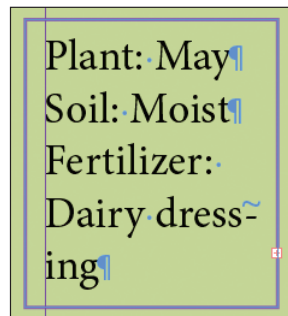 Plant: May
Soil: Moist
Fertilizer:
Dairy dress-
ing